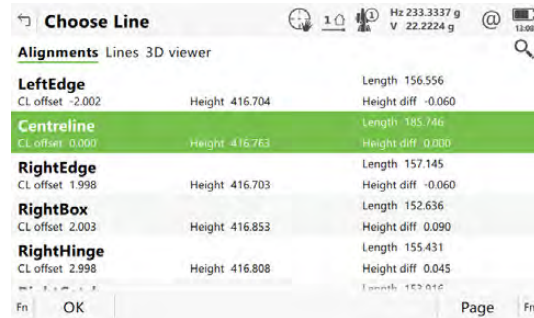 Choose Line
1
1
Hz 233.3337 g
V 22.2224 g
@
13:08
Alignments Lines 3D viewer
LeftEdge
Length 156.556
CL offset -2.002 Height 416.704 Height diff -0.060
Centreline
Length 185.746
CL offset 0.000 Height 416.763 Height diff 0.000
RightEdge
Length 157.145
CL offset 1.998 Height 416.703 Height diff -0.060
RightBox
Length 152.636
CL offset 2.003 Height 416.853 Height diff 0.090
RightHinge
Length 155.431
CL offset 2.998 Height 416.808 Height diff 0.045
Length 153.916
Fn OK Page Fn